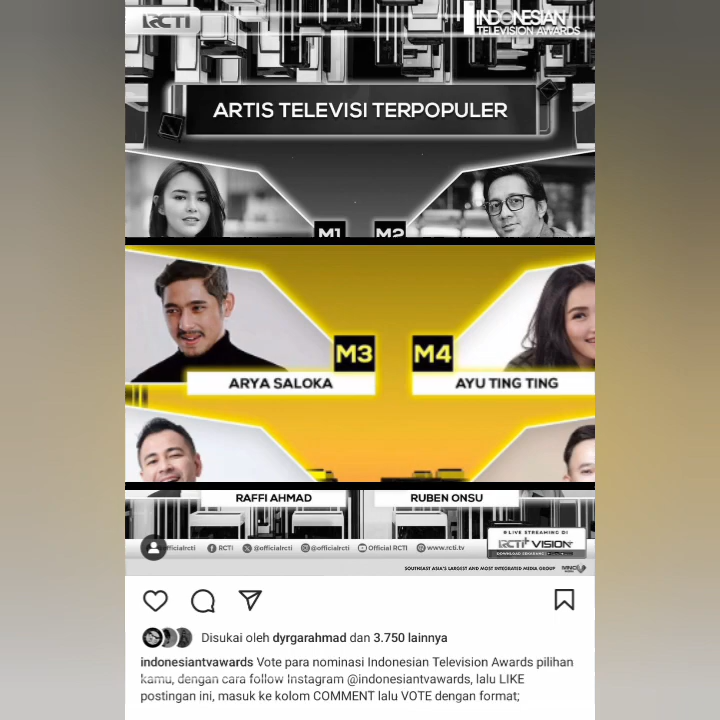 RCTI
INDONESIAN
TELEVISION AWARDS
ARTIS TELEVISI TERPOPULER
M1 M2
M3 M4
ARYA SALOKA AYU TING TING
RAFFI AHMAD RUBEN ONSU
LIVE STREAMING DI
RCTI+ VISION+
officialrcti RCTI @officialrcti @officialrcti Official RCTI www.rcti.tv
SOUTHEAST ASIA'S LARGEST AND MOST INTEGRATED MEDIA GROUP
Disukai oleh dyrgarahmad dan 3.750 lainnya
indonesiantvawards Vote para nominasi Indonesian Television Awards pilihan
kamu, dengan cara follow Instagram @indonesiantvawards, lalu LIKE
postingan ini, masuk ke kolom COMMENT lalu VOTE dengan format;